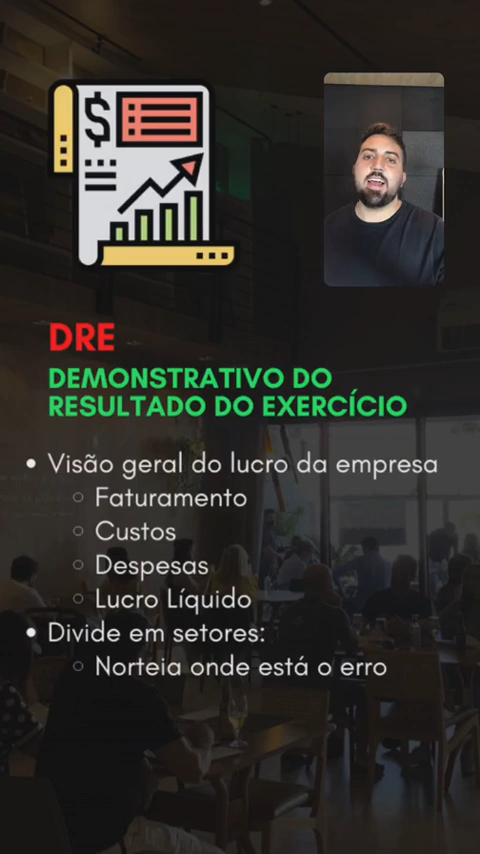 $
DRE
DEMONSTRATIVO DO
RESULTADO DO EXERCÍCIO
• Visão geral do lucro da empresa
○ Faturamento
○ Custos
○ Despesas
○ Lucro Líquido
• Divide em setores:
○ Norteia onde está o erro